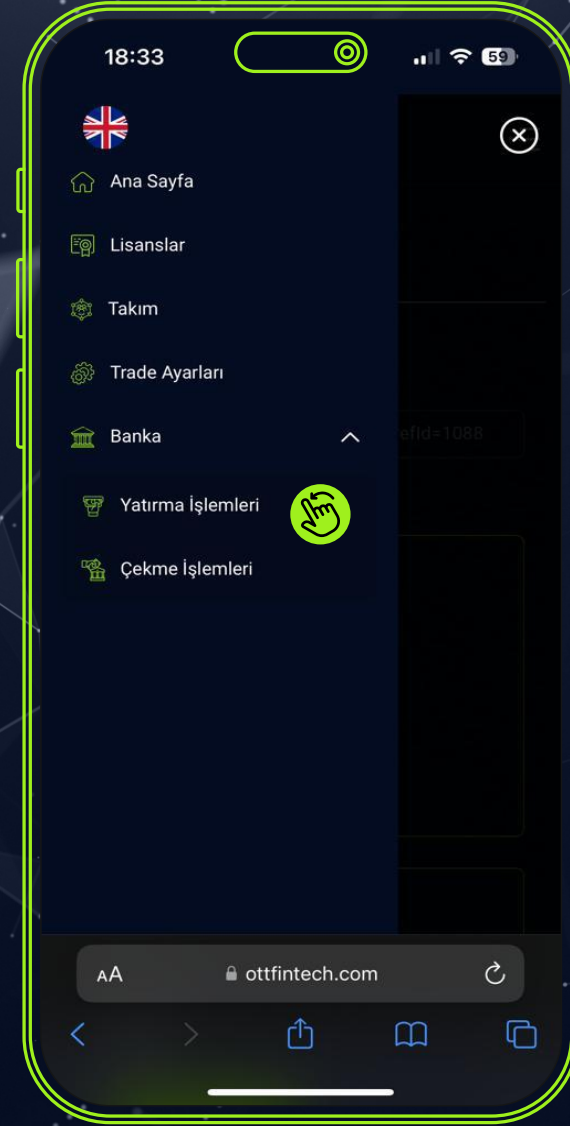 18:33
59
Ana Sayfa
Lisanslar
Takım
Trade Ayarları
Banka
efId=1088
Yatırma İşlemleri
Çekme İşlemleri
AA
ottfintech.com